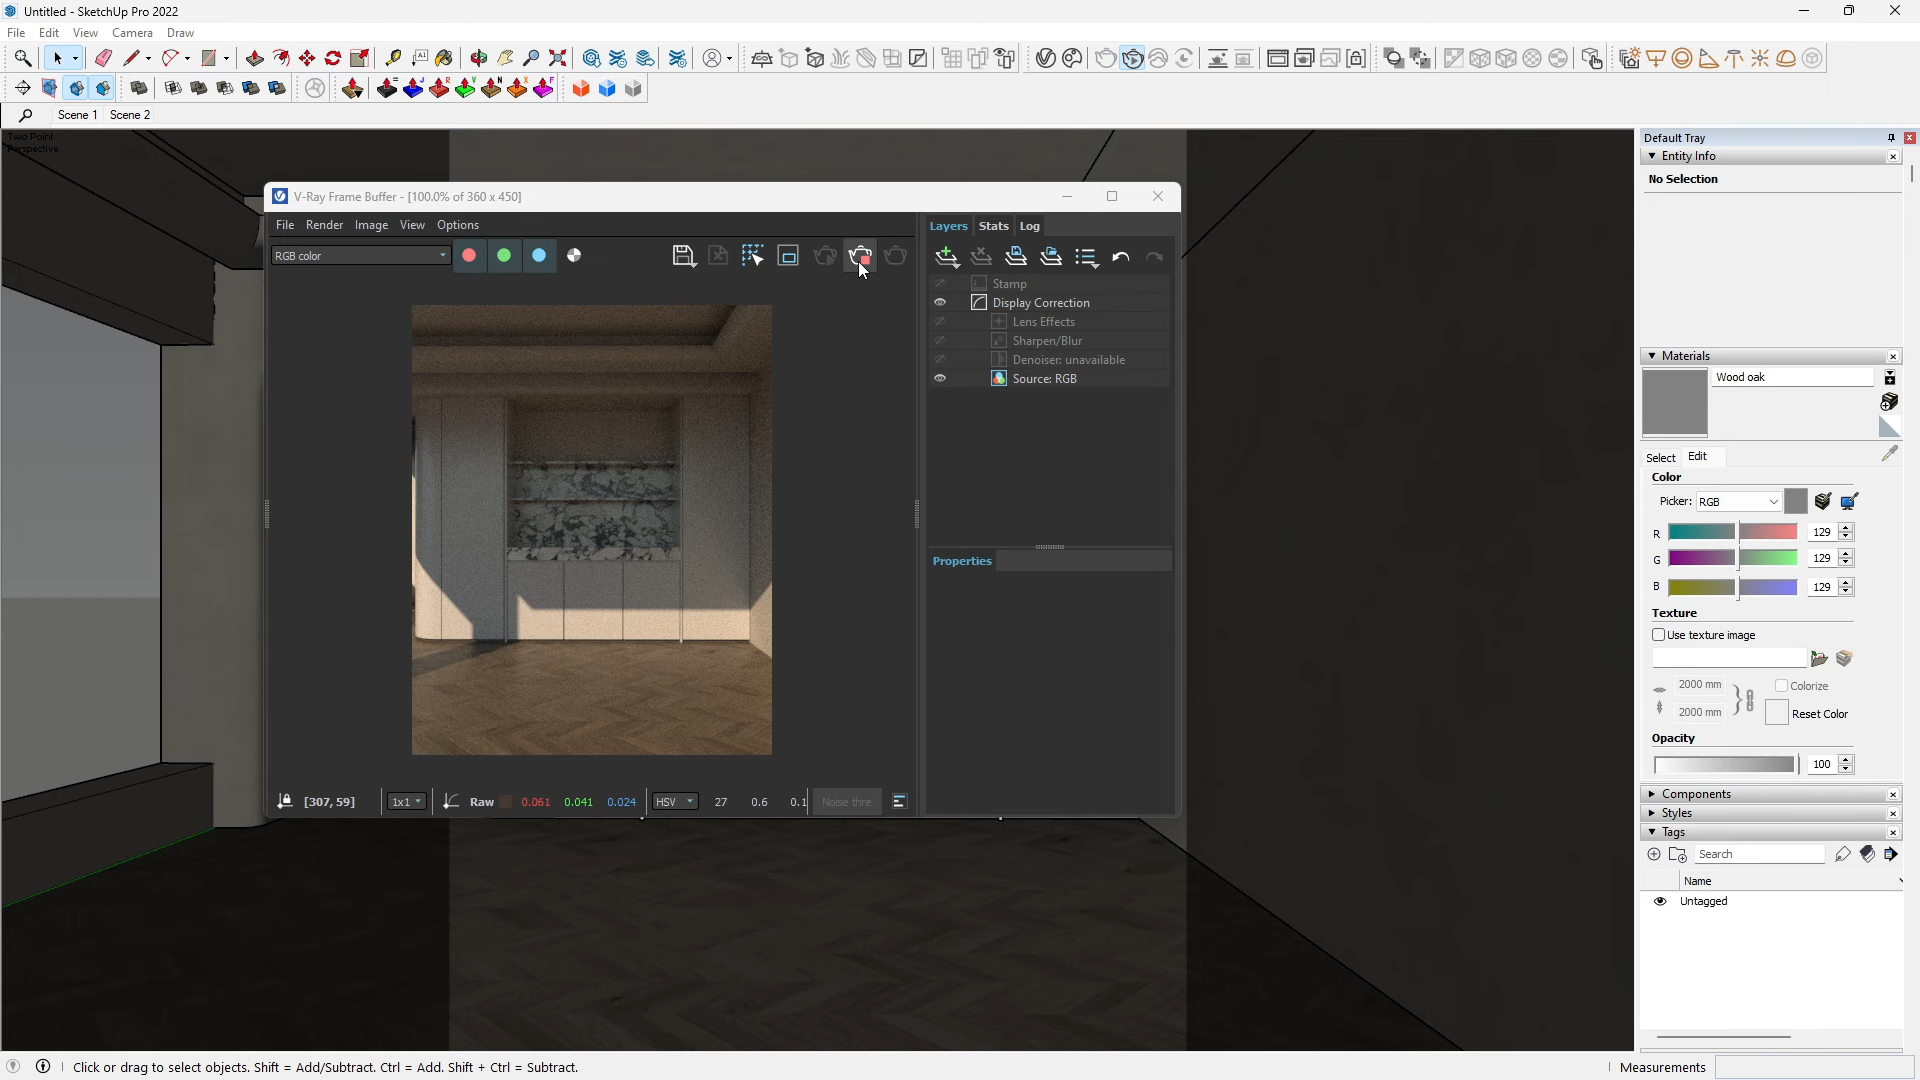 Untitled - SketchUp Pro 2022
File Edit View Camera Draw
Scene 1 Scene 2
Two Point
Perspective
V-Ray Frame Buffer - [100.0% of 360 x 450]
File Render Image View Options
RGB color
[307, 59] 1x1 Raw 0.061 0.041 0.024 HSV 27 0.6 0.1 Noise thre
Layers Stats Log
Stamp
Display Correction
Lens Effects
Sharpen/Blur
Denoiser: unavailable
Source: RGB
Properties
Default Tray
Entity Info
No Selection
Materials
Wood oak
Select Edit
Color
Picker: RGB
R 129
G 129
B 129
Texture
Use texture image
2000 mm Colorize
2000 mm Reset Color
Opacity
100
Components
Styles
Tags
Search
Name
Untagged
Click or drag to select objects. Shift = Add/Subtract. Ctrl = Add. Shift + Ctrl = Subtract.
Measurements